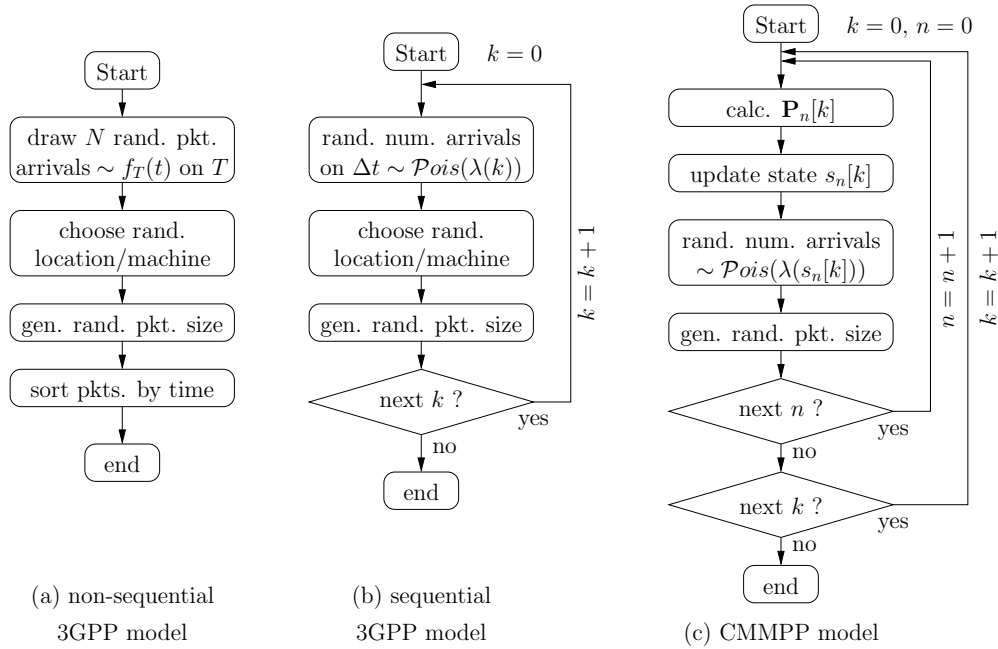 Start
draw N rand. pkt.
arrivals ~ f_T(t) on T
choose rand.
location/machine
gen. rand. pkt. size
sort pkts. by time
end
(a) non-sequential
3GPP model
Start
k = 0
rand. num. arrivals
on Δt ~ Pois(λ(k))
choose rand.
location/machine
gen. rand. pkt. size
next k ?
yes
no
end
k = k + 1
(b) sequential
3GPP model
Start
k = 0, n = 0
calc. P_n[k]
update state s_n[k]
rand. num. arrivals
~ Pois(λ(s_n[k]))
gen. rand. pkt. size
next n ?
yes
no
next k ?
yes
no
end
n = n + 1
k = k + 1
(c) CMMPP model